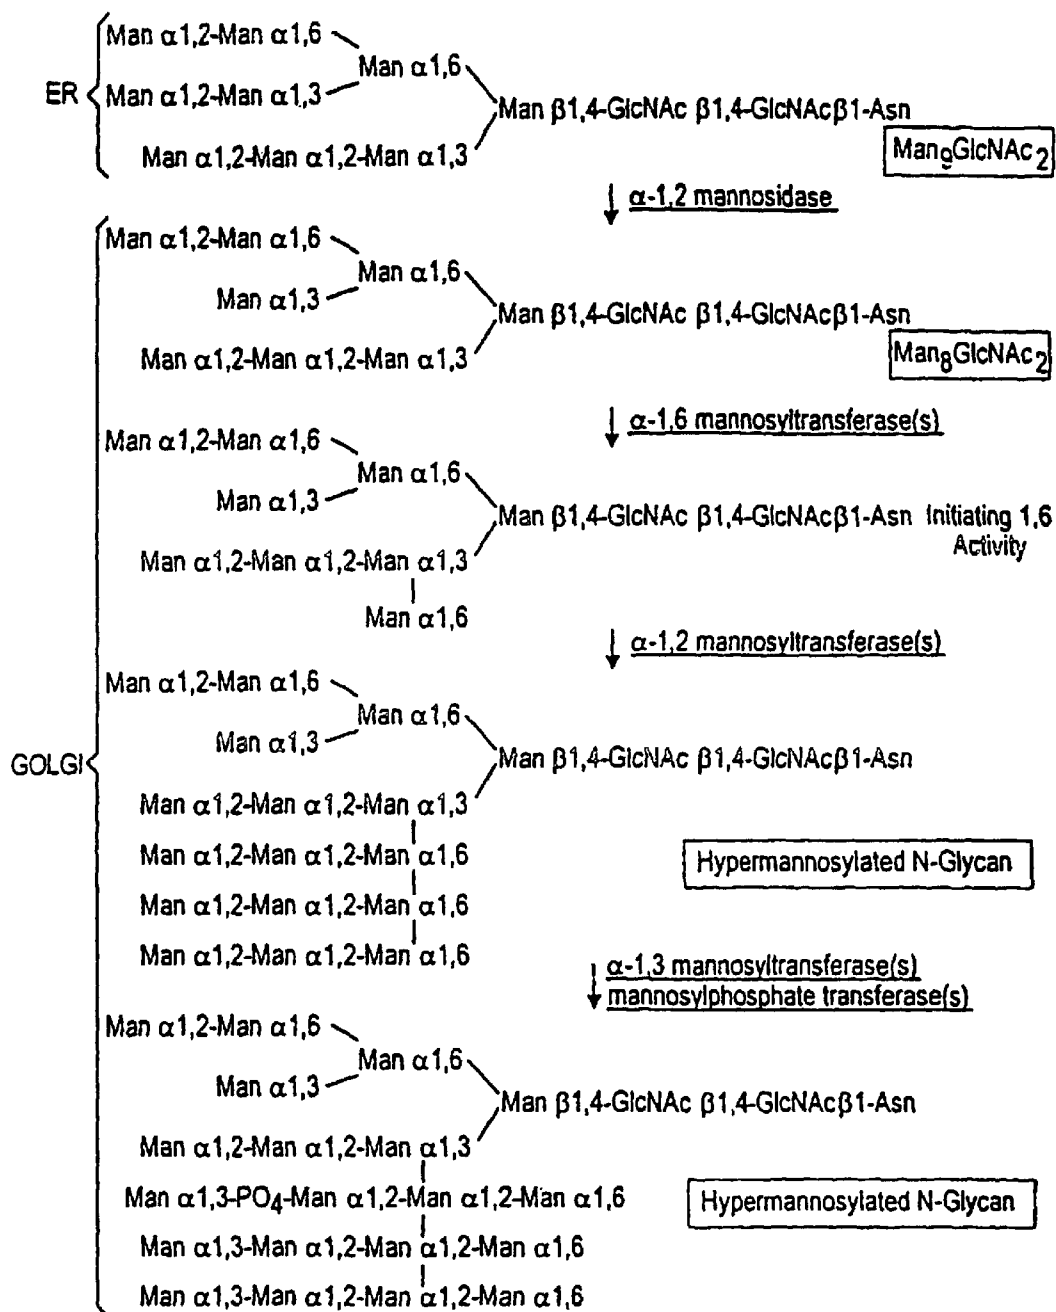 Man α1,2-Man α1,6
Man α1,6
ER
Man α1,2-Man α1,3
Man β1,4-GlcNAc β1,4-GlcNAcβ1-Asn
Man α1,2-Man α1,2-Man α1,3
Man9GlcNAc2
α-1,2 mannosidase
Man α1,2-Man α1,6
Man α1,6
Man α1,3
Man β1,4-GlcNAc β1,4-GlcNAcβ1-Asn
Man α1,2-Man α1,2-Man α1,3
Man8GlcNAc2
α-1,6 mannosyltransferase(s)
Man α1,2-Man α1,6
Man α1,6
Man α1,3
Man β1,4-GlcNAc β1,4-GlcNAcβ1-Asn Initiating 1,6
Activity
Man α1,2-Man α1,2-Man α1,3
Man α1,6
α-1,2 mannosyltransferase(s)
Man α1,2-Man α1,6
Man α1,6
Man α1,3
GOLGI
Man β1,4-GlcNAc β1,4-GlcNAcβ1-Asn
Man α1,2-Man α1,2-Man α1,3
Man α1,2-Man α1,2-Man α1,6
Hypermannosylated N-Glycan
Man α1,2-Man α1,2-Man α1,6
Man α1,2-Man α1,2-Man α1,6
α-1,3 mannosyltransferase(s)
mannosylphosphate transferase(s)
Man α1,2-Man α1,6
Man α1,6
Man α1,3
Man β1,4-GlcNAc β1,4-GlcNAcβ1-Asn
Man α1,2-Man α1,2-Man α1,3
Man α1,3-PO4-Man α1,2-Man α1,2-Man α1,6
Hypermannosylated N-Glycan
Man α1,3-Man α1,2-Man α1,2-Man α1,6
Man α1,3-Man α1,2-Man α1,2-Man α1,6